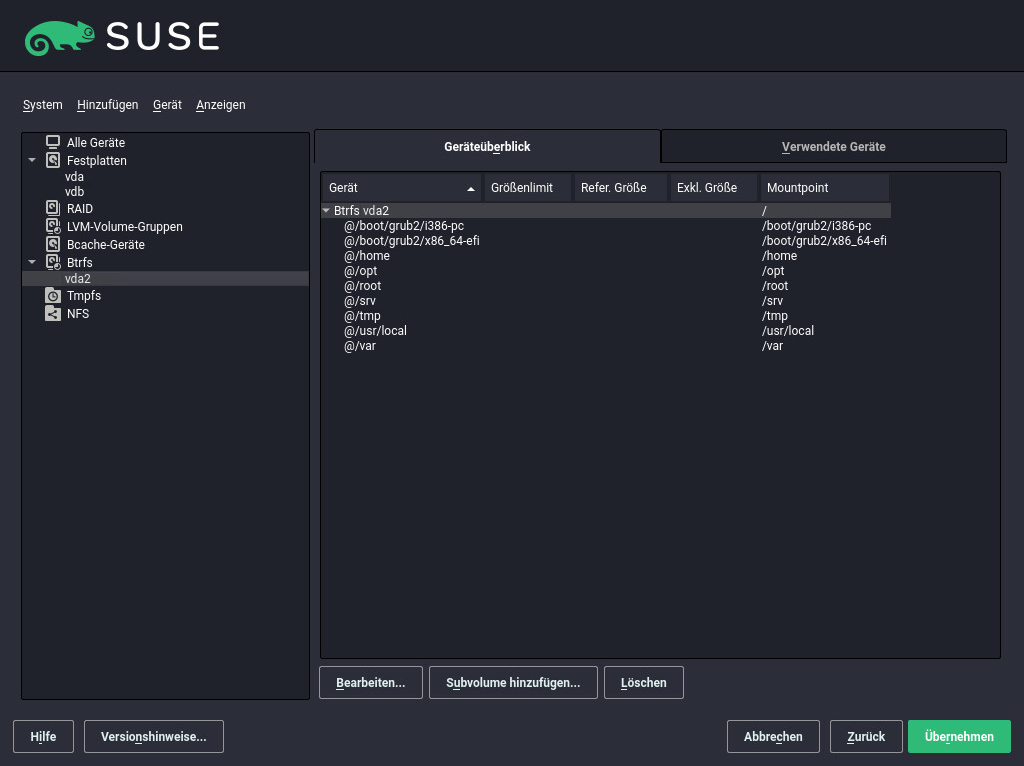 SUSE
System Hinzufügen Gerät Anzeigen
Alle Geräte
Festplatten
vda
vdb
RAID
LVM-Volume-Gruppen
Bcache-Geräte
Btrfs
vda2
Tmpfs
NFS
Geräteüberblick Verwendete Geräte
Gerät Größenlimit Refer. Größe Exkl. Größe Mountpoint
Btrfs vda2 /
@/boot/grub2/i386-pc /boot/grub2/i386-pc
@/boot/grub2/x86_64-efi /boot/grub2/x86_64-efi
@/home /home
@/opt /opt
@/root /root
@/srv /srv
@/tmp /tmp
@/usr/local /usr/local
@/var /var
Bearbeiten... Subvolume hinzufügen... Löschen
Hilfe Versionshinweise... Abbrechen Zurück Übernehmen